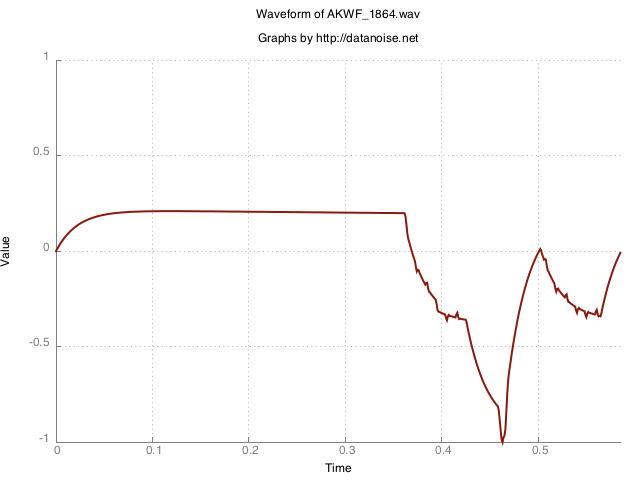 Waveform of AKWF_1864.wav
Graphs by http://datanoise.net
1
0.5
0
-0.5
-1
Value
0 0.1 0.2 0.3 0.4 0.5
Time